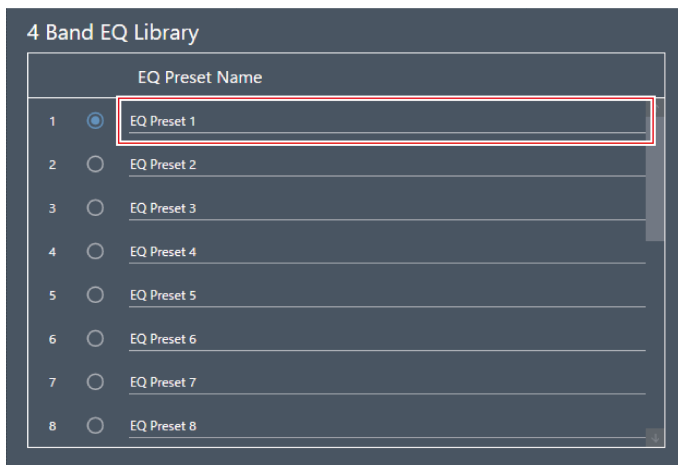 4 Band EQ Library
EQ Preset Name
1 EQ Preset 1
2 EQ Preset 2
3 EQ Preset 3
4 EQ Preset 4
5 EQ Preset 5
6 EQ Preset 6
7 EQ Preset 7
8 EQ Preset 8